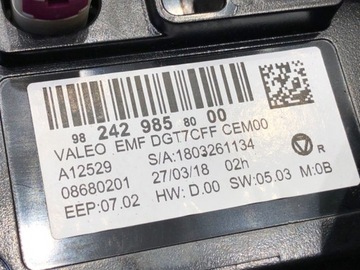 98 242 985 80 00
VALEO EMF DGT7CFF CEM00
A12529 S/A:1803261134
08680201 27/03/18 02h
EEP:07.02 HW: D.00 SW:05.03 M:0B
R